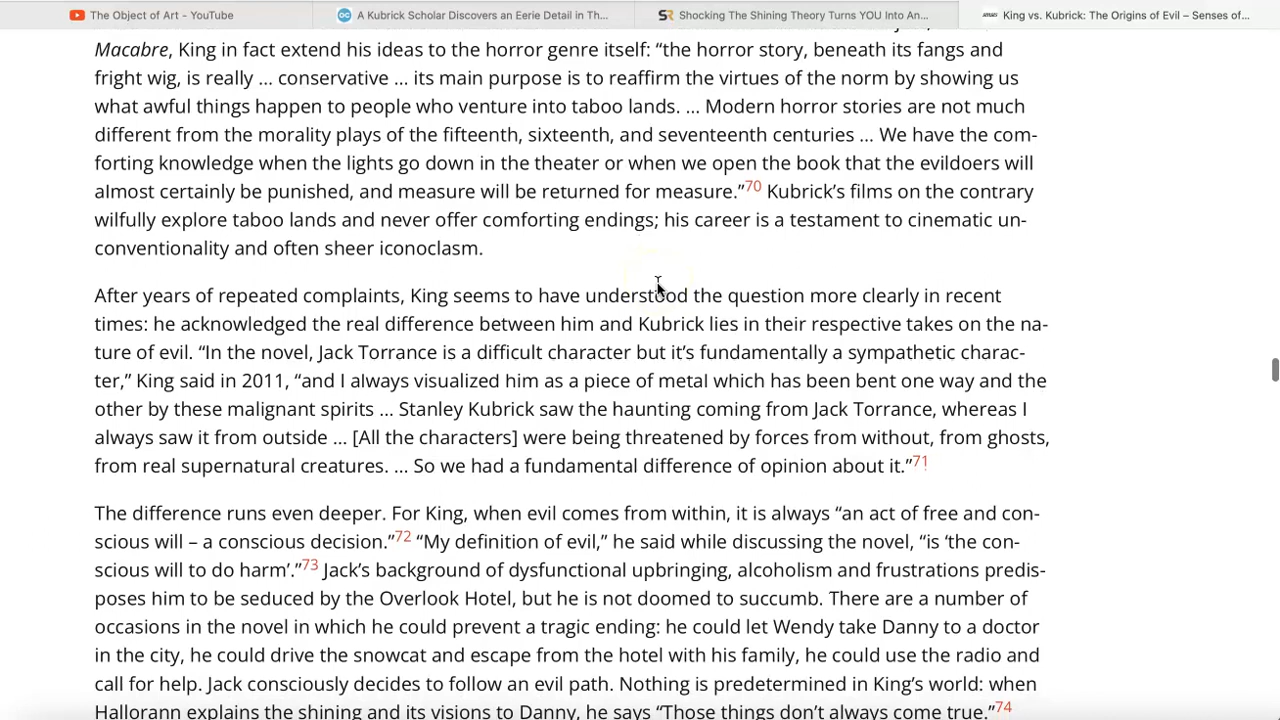 The Object of Art – YouTube
A Kubrick Scholar Discovers an Eerie Detail in Th...
Shocking The Shining Theory Turns YOU Into An...
King vs. Kubrick: The Origins of Evil – Senses of...
Macabre, King in fact extend his ideas to the horror genre itself: “the horror story, beneath its fangs and
fright wig, is really … conservative … its main purpose is to reaffirm the virtues of the norm by showing us
what awful things happen to people who venture into taboo lands. … Modern horror stories are not much
different from the morality plays of the fifteenth, sixteenth, and seventeenth centuries … We have the com-
forting knowledge when the lights go down in the theater or when we open the book that the evildoers will
almost certainly be punished, and measure will be returned for measure.”70 Kubrick’s films on the contrary
wilfully explore taboo lands and never offer comforting endings; his career is a testament to cinematic un-
conventionality and often sheer iconoclasm.
After years of repeated complaints, King seems to have understood the question more clearly in recent
times: he acknowledged the real difference between him and Kubrick lies in their respective takes on the na-
ture of evil. “In the novel, Jack Torrance is a difficult character but it’s fundamentally a sympathetic charac-
ter,” King said in 2011, “and I always visualized him as a piece of metal which has been bent one way and the
other by these malignant spirits … Stanley Kubrick saw the haunting coming from Jack Torrance, whereas I
always saw it from outside … [All the characters] were being threatened by forces from without, from ghosts,
from real supernatural creatures. … So we had a fundamental difference of opinion about it.”71
The difference runs even deeper. For King, when evil comes from within, it is always “an act of free and con-
scious will – a conscious decision.”72 “My definition of evil,” he said while discussing the novel, “is ‘the con-
scious will to do harm’.”73 Jack’s background of dysfunctional upbringing, alcoholism and frustrations predis-
poses him to be seduced by the Overlook Hotel, but he is not doomed to succumb. There are a number of
occasions in the novel in which he could prevent a tragic ending: he could let Wendy take Danny to a doctor
in the city, he could drive the snowcat and escape from the hotel with his family, he could use the radio and
call for help. Jack consciously decides to follow an evil path. Nothing is predetermined in King’s world: when
Hallorann explains the shining and its visions to Danny, he says “Those things don’t always come true.”74